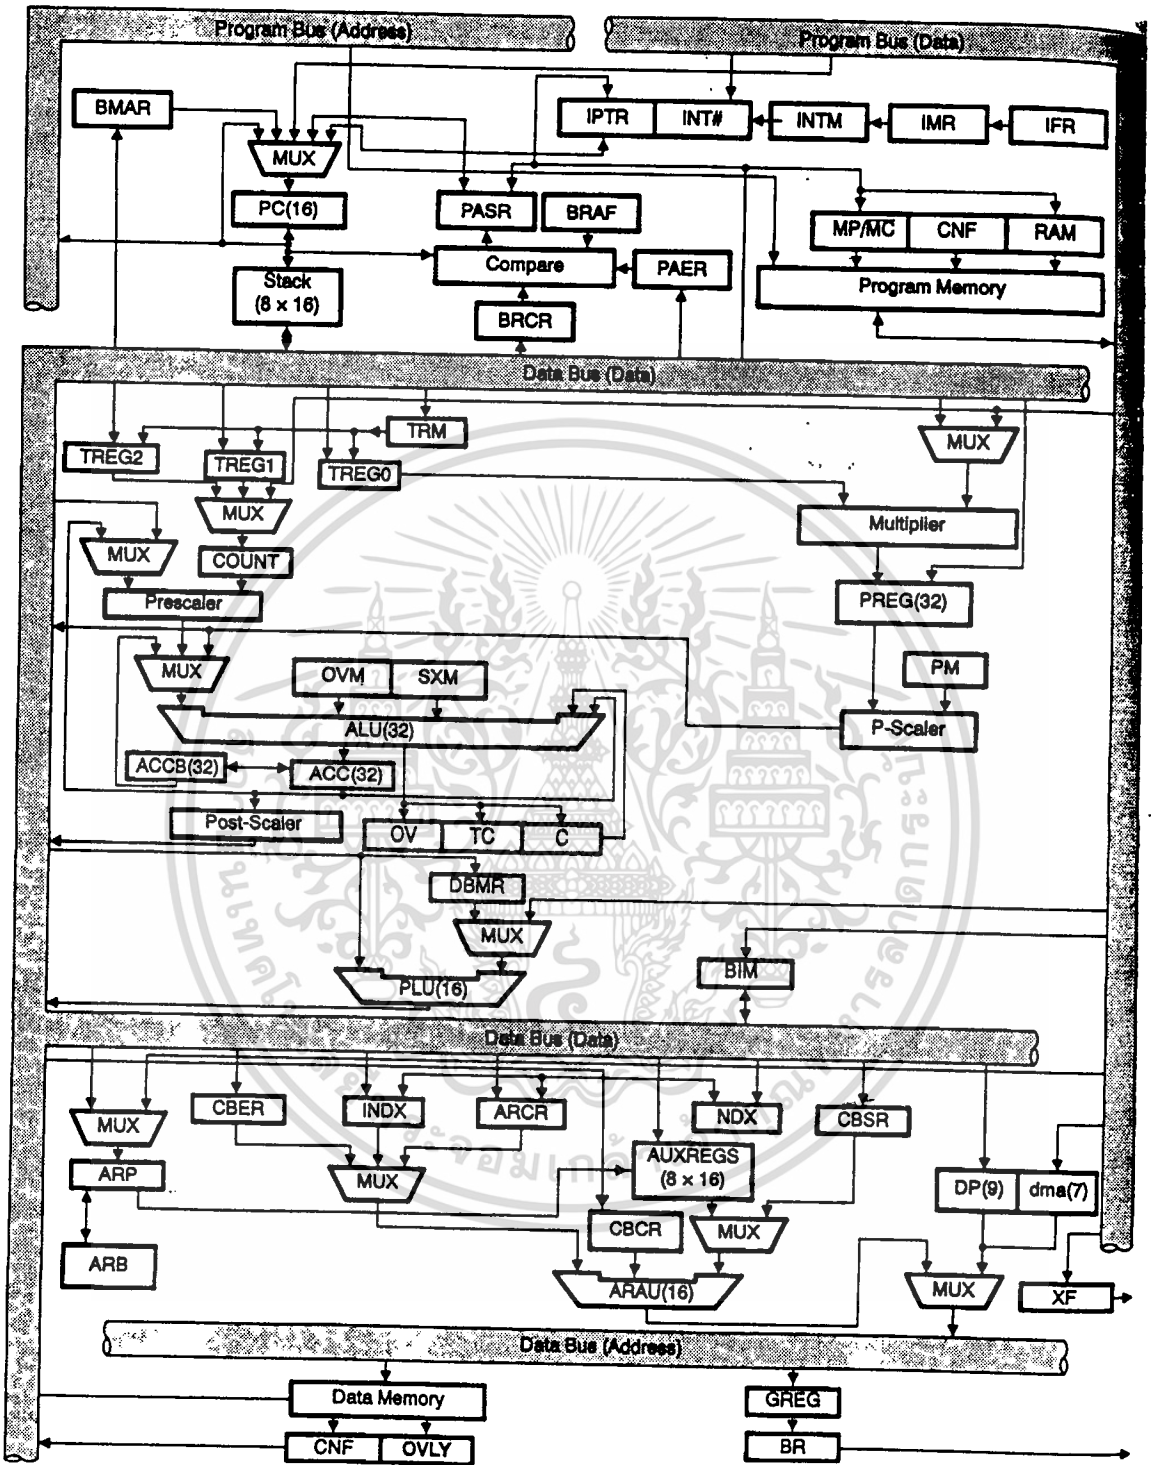 Program Bus (Address)
Program Bus (Data)
BMAR
IPTR
INT#
INTM
IMR
IFR
MUX
PC(16)
PASR
BRAF
MP/MC
CNF
RAM
Compare
PAER
Program Memory
Stack
(8 × 16)
BRCR
Data Bus (Data)
TRM
MUX
TREG2
TREG1
TREG0
MUX
Multiplier
MUX
COUNT
Prescaler
PREG(32)
MUX
OVM
SXM
PM
ALU(32)
P-Scaler
ACCB(32)
ACC(32)
Post-Scaler
OV
TC
C
DBMR
MUX
BIM
PLU(16)
Data Bus (Data)
MUX
CBER
INDX
ARCR
NDX
CBSR
ARP
MUX
AUXREGS
(8 × 16)
DP(9)
dma(7)
CBCR
MUX
ARB
ARAU(16)
MUX
XF
Data Bus (Address)
Data Memory
GREG
CNF
OVLY
BR